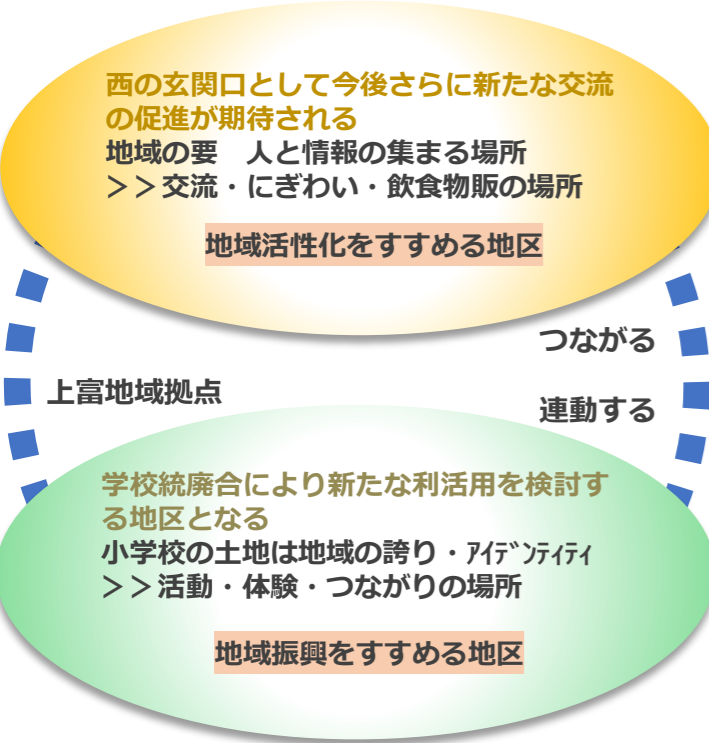 西の玄関口として今後さらに新たな交流
の促進が期待される
地域の要　人と情報の集まる場所
>>交流・にぎわい・飲食物販の場所
地域活性化をすすめる地区
つながる
上富地域拠点
連動する
学校統廃合により新たな利活用を検討す
る地区となる
小学校の土地は地域の誇り・ｱｲﾃﾞﾝﾃｨﾃｨ
>>活動・体験・つながりの場所
地域振興をすすめる地区